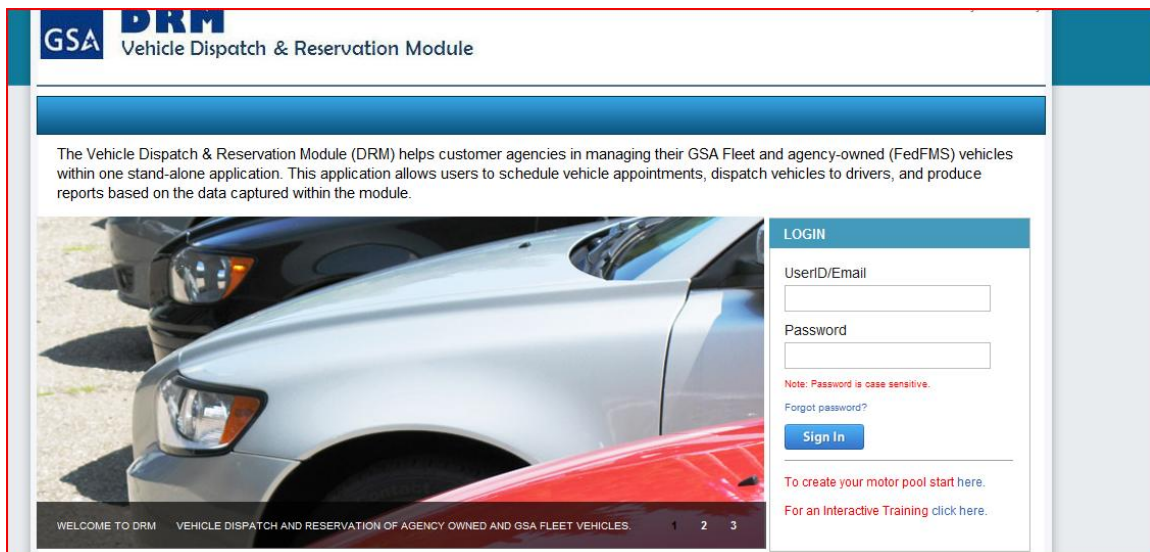 DRM
GSA
Vehicle Dispatch & Reservation Module
The Vehicle Dispatch & Reservation Module (DRM) helps customer agencies in managing their GSA Fleet and agency-owned (FedFMS) vehicles
within one stand-alone application. This application allows users to schedule vehicle appointments, dispatch vehicles to drivers, and produce
reports based on the data captured within the module.
LOGIN
UserID/Email
Password
Note: Password is case sensitive.
Forgot password?
Sign In
To create your motor pool start here.
For an Interactive Training click here.
WELCOME TO DRM VEHICLE DISPATCH AND RESERVATION OF AGENCY OWNED AND GSA FLEET VEHICLES. 1 2 3